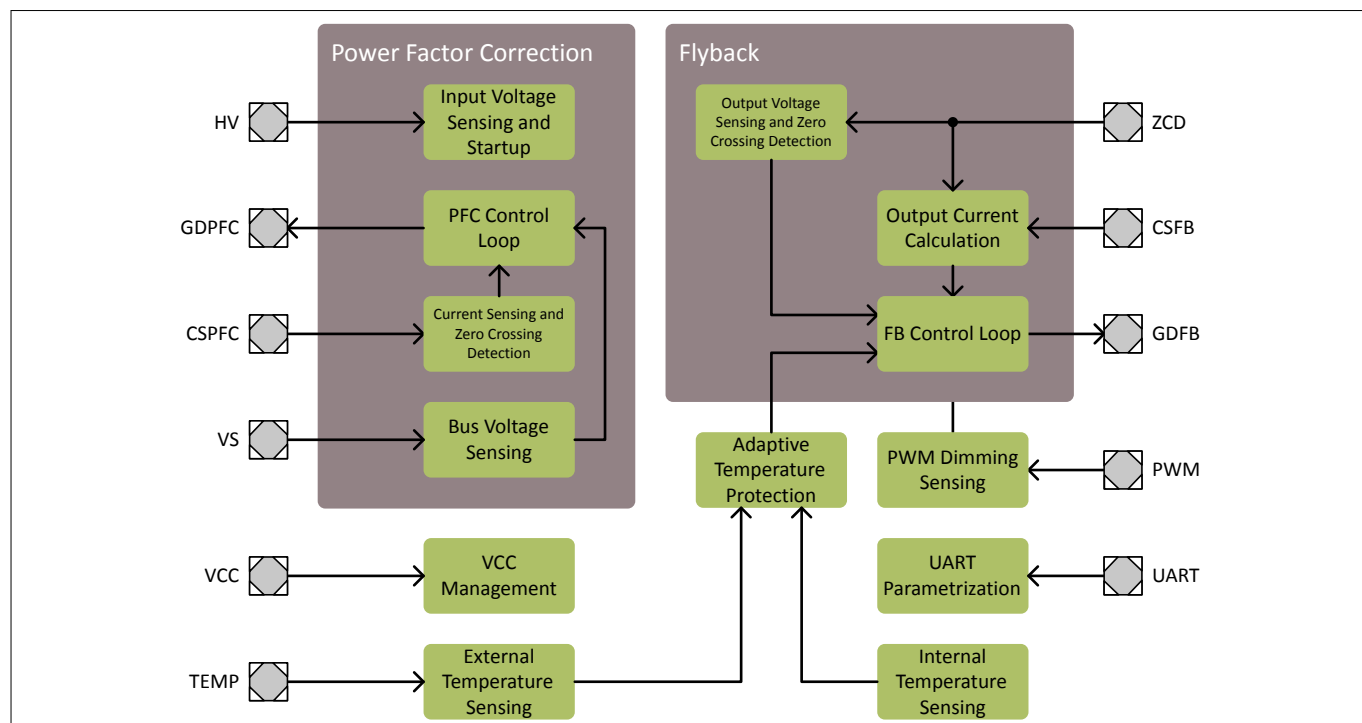 Power Factor Correction
Flyback
HV
Input Voltage
Sensing and
Startup
Output Voltage
Sensing and Zero
Crossing Detection
ZCD
GDPFC
PFC Control
Loop
Output Current
Calculation
CSFB
CSPFC
Current Sensing and
Zero Crossing
Detection
FB Control Loop
GDFB
VS
Bus Voltage
Sensing
Adaptive
Temperature
Protection
PWM Dimming
Sensing
PWM
VCC
VCC
Management
UART
Parametrization
UART
TEMP
External
Temperature
Sensing
Internal
Temperature
Sensing